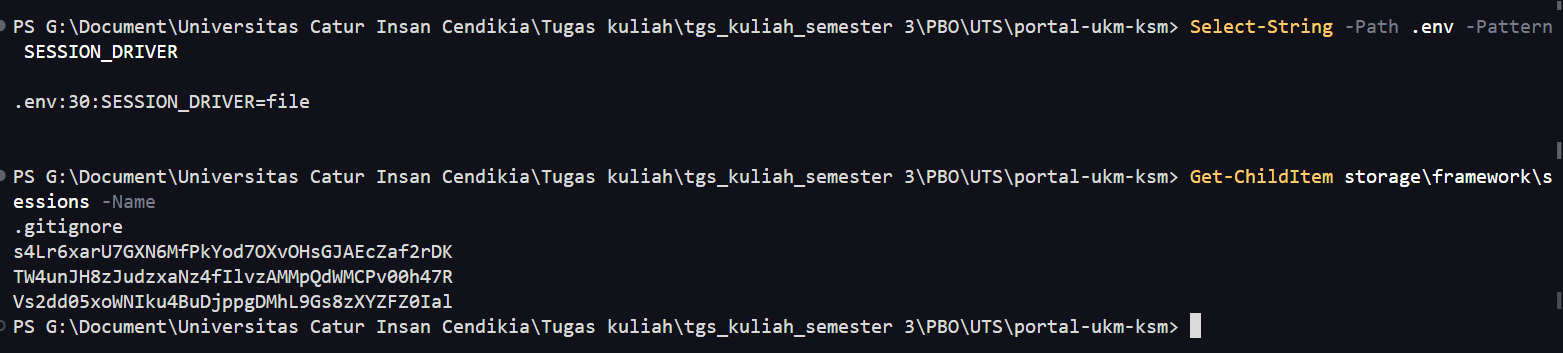 PS G:\Document\Universitas Catur Insan Cendikia\Tugas kuliah\tgs_kuliah_semester 3\PBO\UTS\portal-ukm-ksm> Select-String -Path .env -Pattern
 SESSION_DRIVER
.env:30:SESSION_DRIVER=file
PS G:\Document\Universitas Catur Insan Cendikia\Tugas kuliah\tgs_kuliah_semester 3\PBO\UTS\portal-ukm-ksm> Get-ChildItem storage\framework\s
essions -Name
.gitignore
s4Lr6xarU7GXN6MfPkYod7OXvOHsGJAEcZaf2rDK
TW4unJH8zJudzxaNz4fIlvzAMMpQdWMCPv00h47R
Vs2dd05xoWNIku4BuDjppgDMhL9Gs8zXYZFZ0Ial
PS G:\Document\Universitas Catur Insan Cendikia\Tugas kuliah\tgs_kuliah_semester 3\PBO\UTS\portal-ukm-ksm>